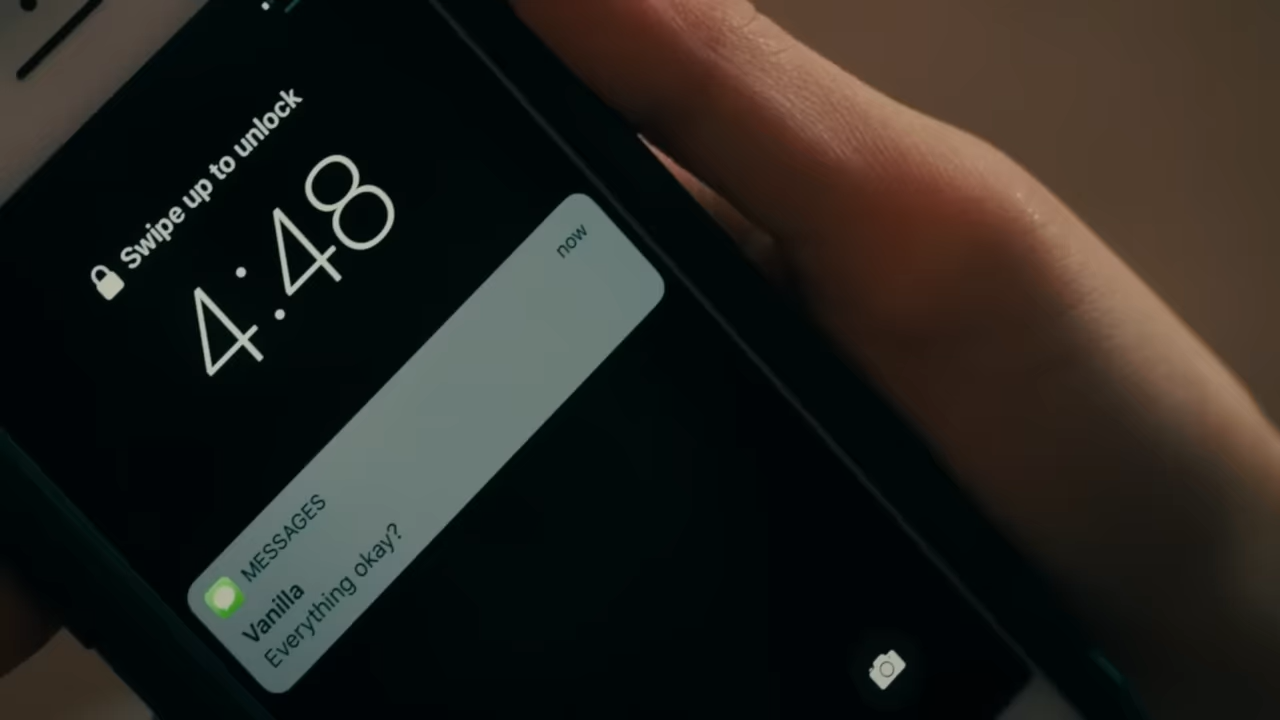 Swipe up to unlock
4:48
MESSAGES
now
Vanilla
Everything okay?